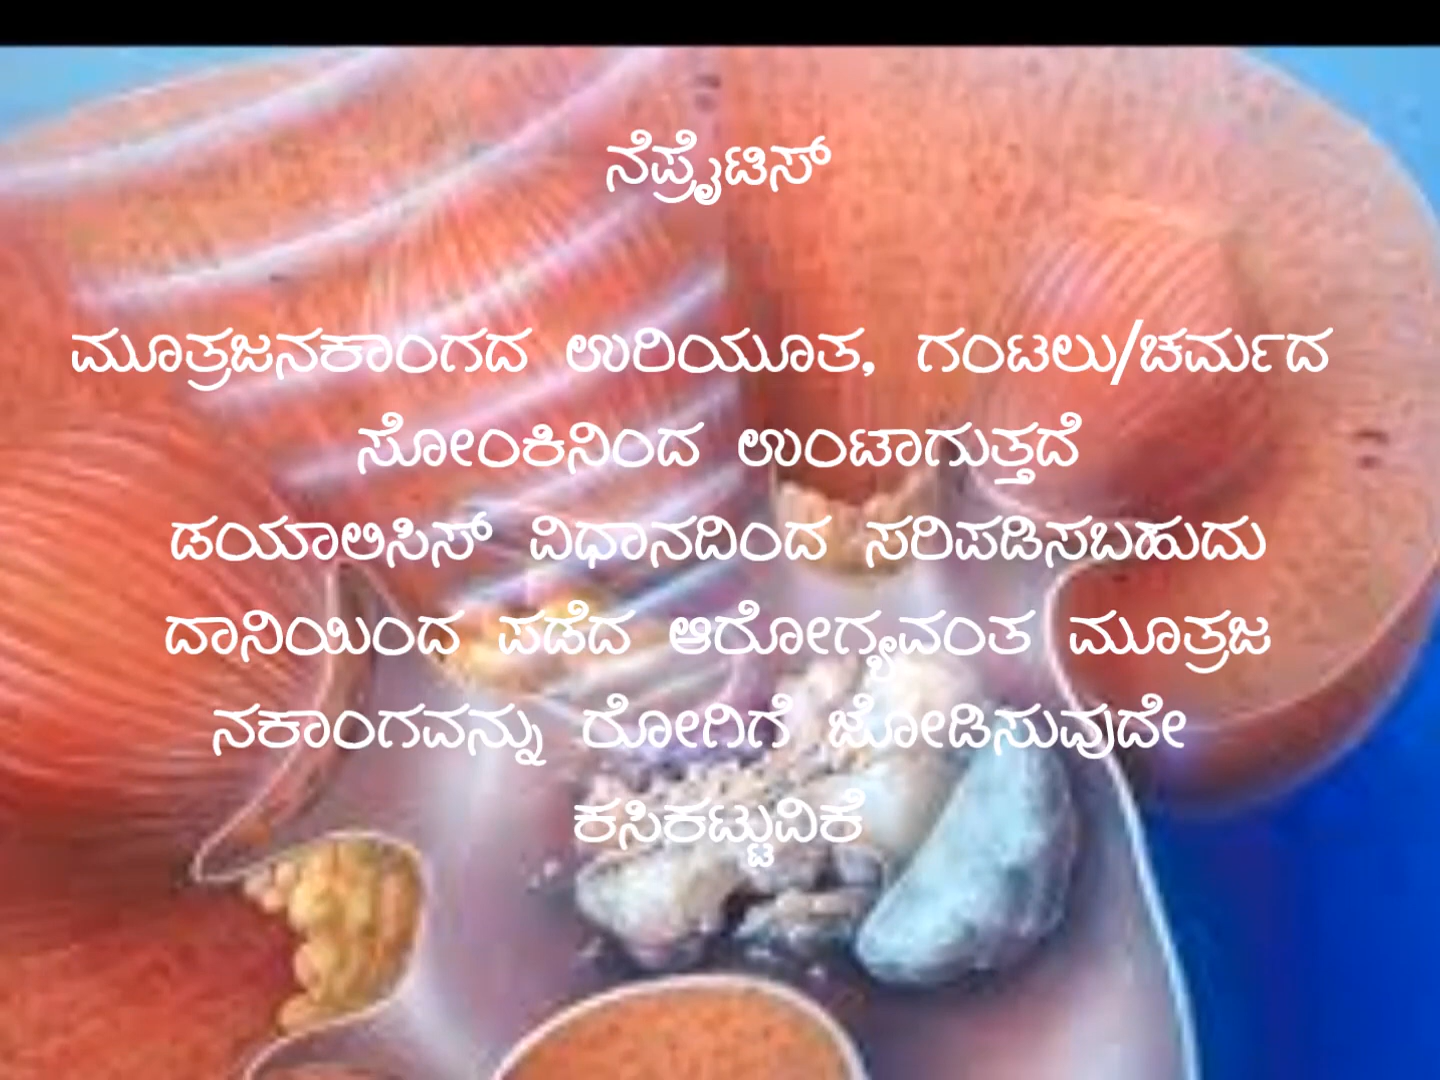 ನೆಪ್ರೈಟಿಸ್
ಮೂತ್ರಜನಕಾಂಗದ ಉರಿಯೂತ, ಗಂಟಲು/ಚರ್ಮದ
ಸೋಂಕಿನಿಂದ ಉಂಟಾಗುತ್ತದೆ
ಡಯಾಲಿಸಿಸ್ ವಿಧಾನದಿಂದ ಸರಿಪಡಿಸಬಹುದು
ದಾನಿಯಿಂದ ಪಡೆದ ಆರೋಗ್ಯವಂತ ಮೂತ್ರಜ
ನಕಾಂಗವನ್ನು ರೋಗಿಗೆ ಜೋಡಿಸುವುದೇ
ಕಸಿಕಟ್ಟುವಿಕೆ